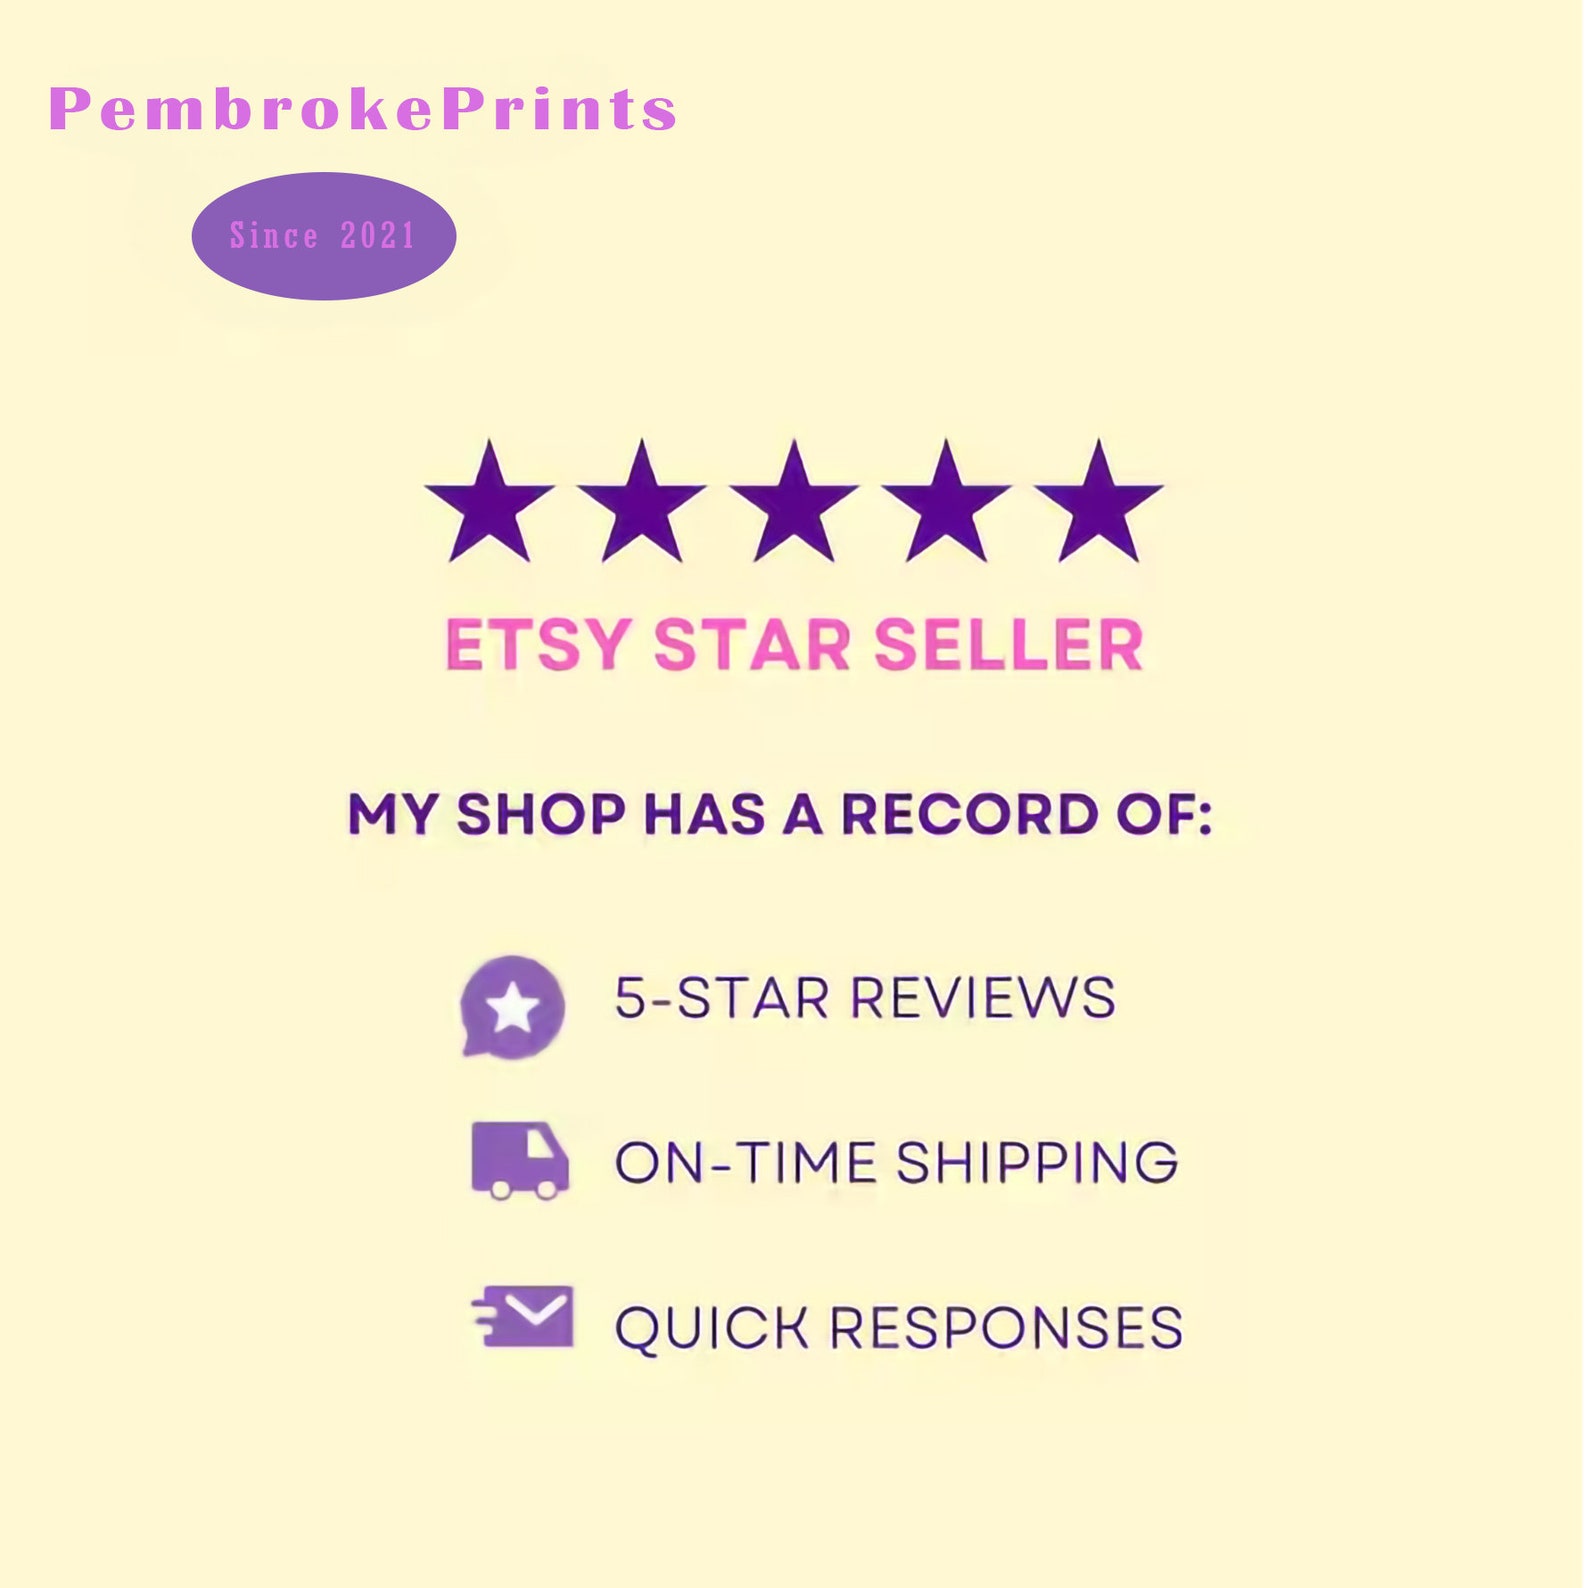 PembrokePrints
Since 2021
ETSY STAR SELLER
MY SHOP HAS A RECORD OF:
5-STAR REVIEWS
ON-TIME SHIPPING
QUICK RESPONSES